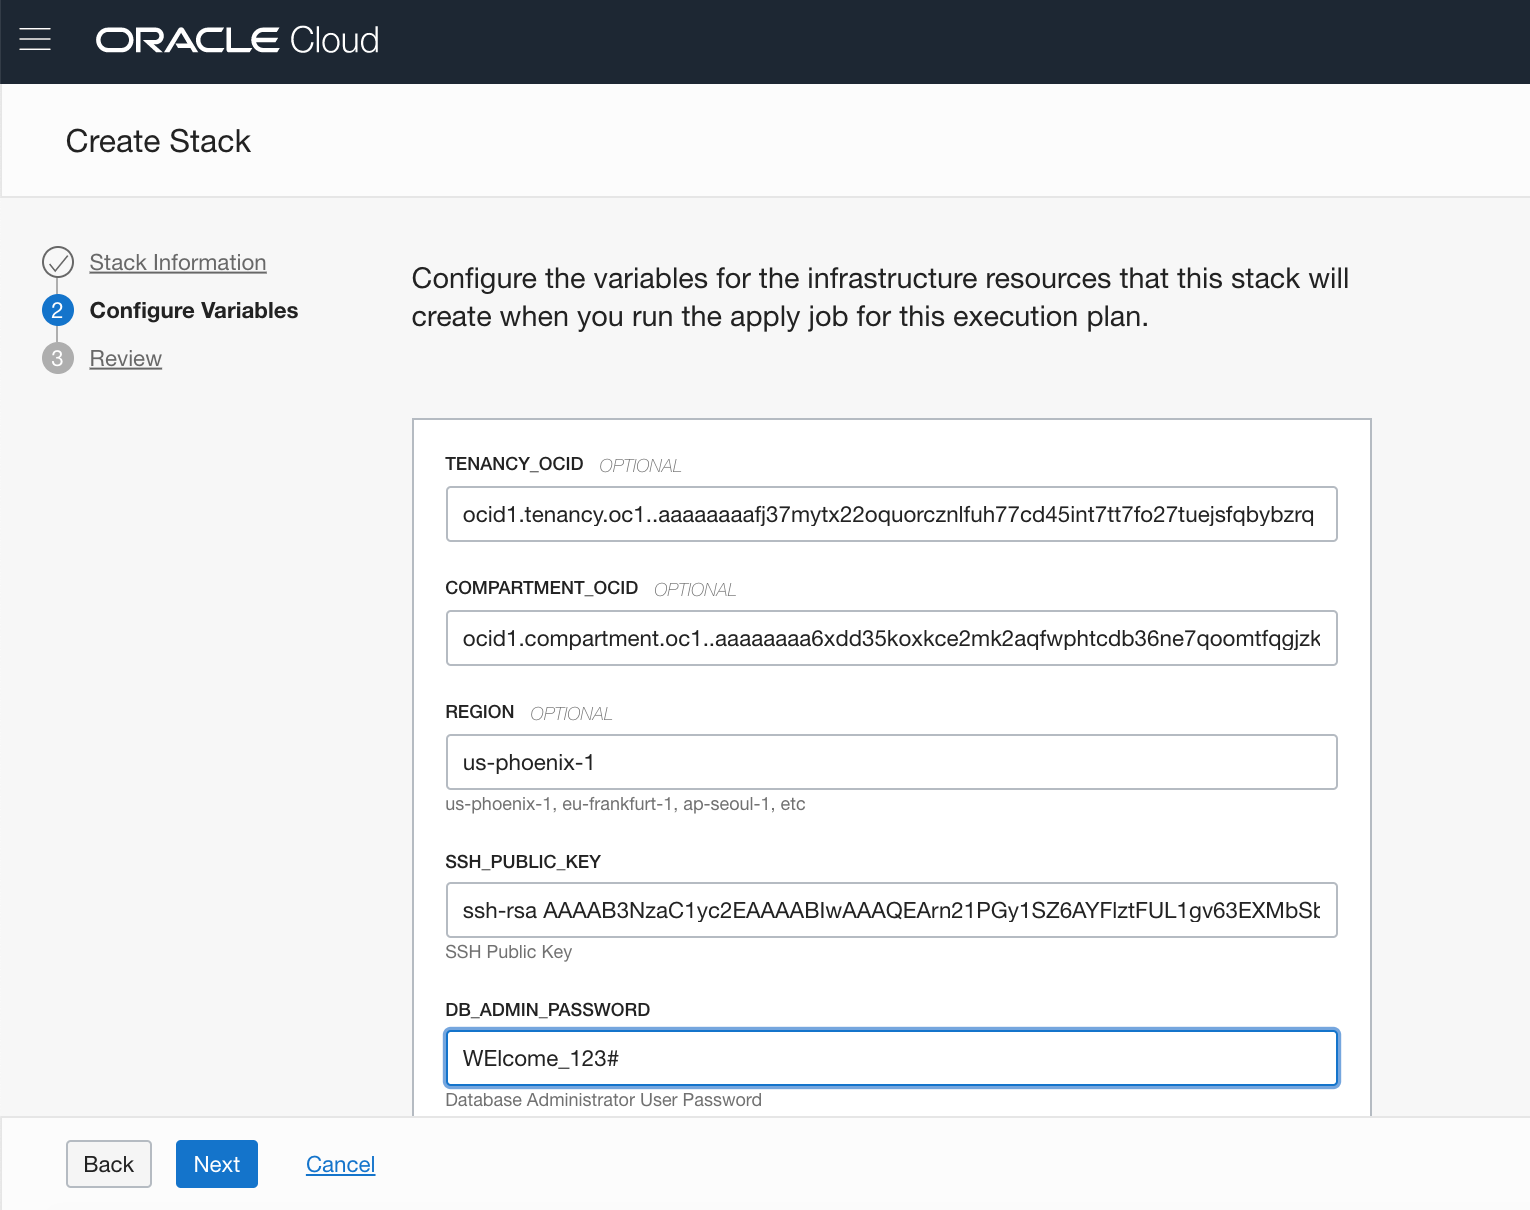 ORACLE Cloud
Create Stack
Stack Information
2 Configure Variables
3 Review
Configure the variables for the infrastructure resources that this stack will
create when you run the apply job for this execution plan.
TENANCY_OCID OPTIONAL
ocid1.tenancy.oc1..aaaaaaaafj37mytx22oquorcznlfuh77cd45int7tt7fo27tuejsfqbybzrq
COMPARTMENT_OCID OPTIONAL
ocid1.compartment.oc1..aaaaaaaa6xdd35koxkce2mk2aqfwphtcdb36ne7qoomtfqgjzk
REGION OPTIONAL
us-phoenix-1
us-phoenix-1, eu-frankfurt-1, ap-seoul-1, etc
SSH_PUBLIC_KEY
ssh-rsa AAAAB3NzaC1yc2EAAAABIwAAAQEArn21PGy1SZ6AYFlztFUL1gv63EXMbSb
SSH Public Key
DB_ADMIN_PASSWORD
WElcome_123#
Database Administrator User Password
Back Next Cancel